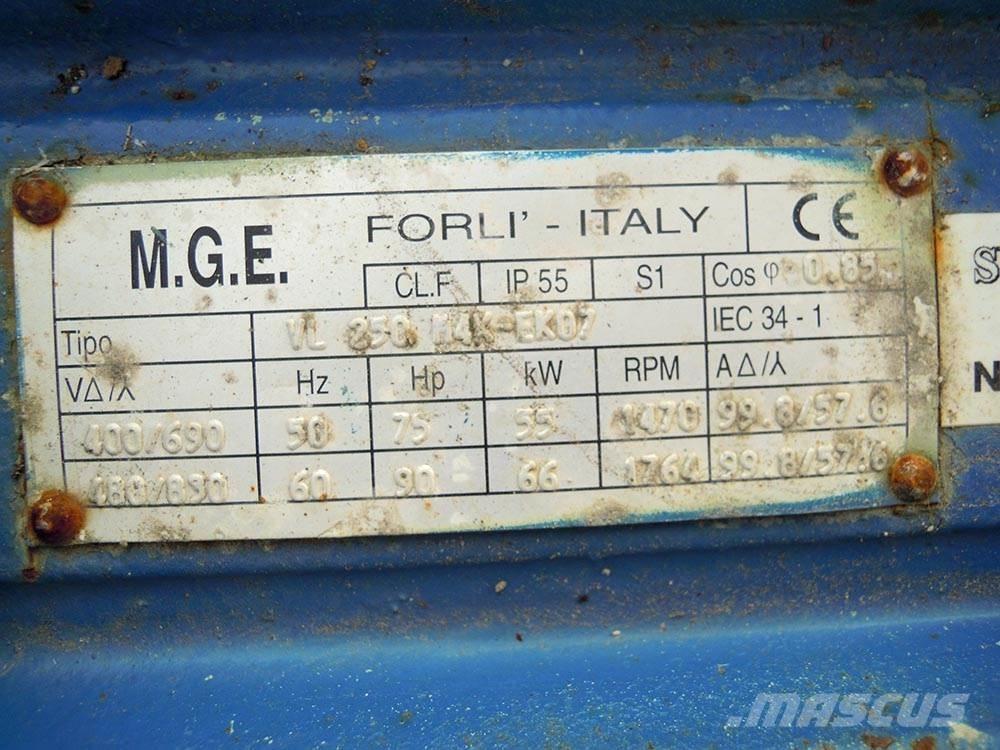 M.G.E.
FORLI' - ITALY
CE
CL.F IP 55 S1 Cos φ 0.85
Tipo VL 250 M4K-EK07 IEC 34 - 1
VΔ/⅄ Hz Hp kW RPM AΔ/⅄
400/690 50 75 55 1470 99.8/57.6
480/830 60 90 66 1764 99.8/57.6
N
MASCUS